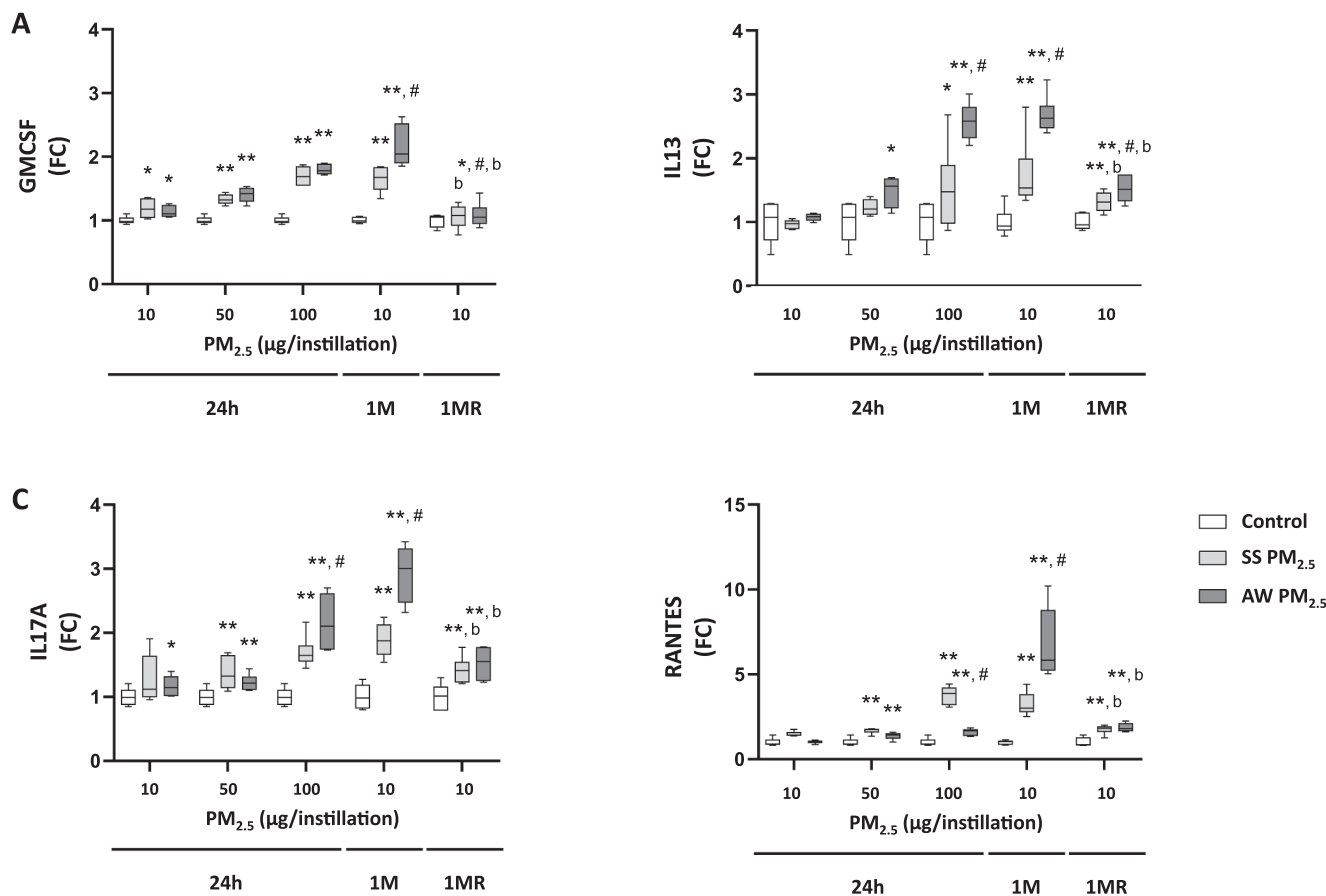 A
GMCSF
(FC)
4
3
2
1
0
* * ** ** ** ** ** **, # b *, #, b
10 50 100 10 10
PM2.5 (µg/instillation)
24h 1M 1MR
IL13
(FC)
4
3
2
1
0
* * **, # ** **, # **, b **, #, b
10 50 100 10 10
PM2.5 (µg/instillation)
24h 1M 1MR
C
IL17A
(FC)
4
3
2
1
0
* ** ** ** **, # ** **, # **, b **, b
10 50 100 10 10
PM2.5 (µg/instillation)
24h 1M 1MR
RANTES
(FC)
15
10
5
0
** ** ** **, # ** **, # **, b **, b
10 50 100 10 10
PM2.5 (µg/instillation)
24h 1M 1MR
Control
SS PM2.5
AW PM2.5